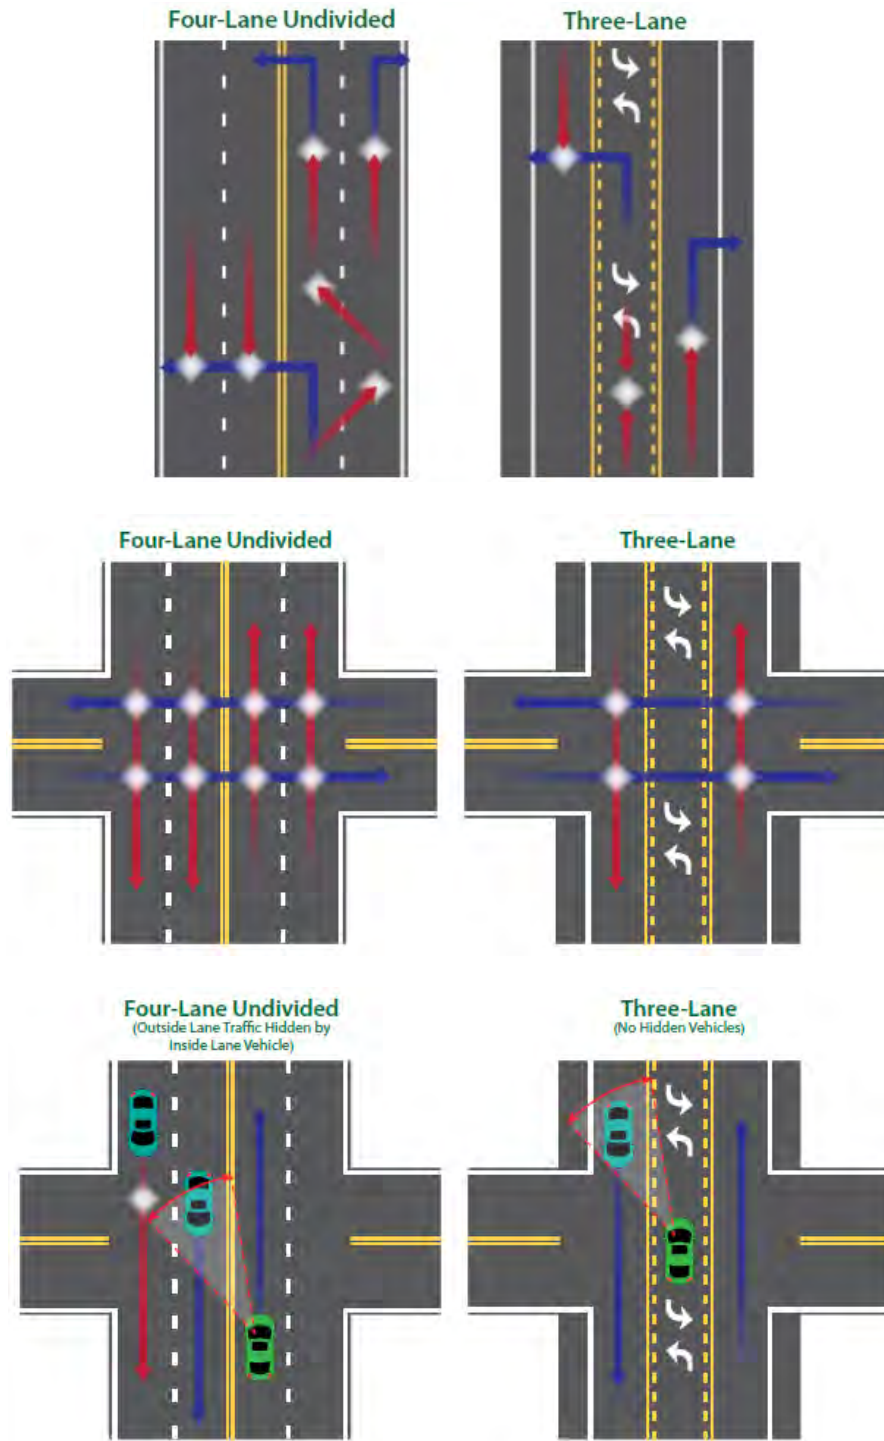 Four-Lane Undivided
Three-Lane
Four-Lane Undivided
Three-Lane
Four-Lane Undivided
(Outside Lane Traffic Hidden by
Inside Lane Vehicle)
Three-Lane
(No Hidden Vehicles)